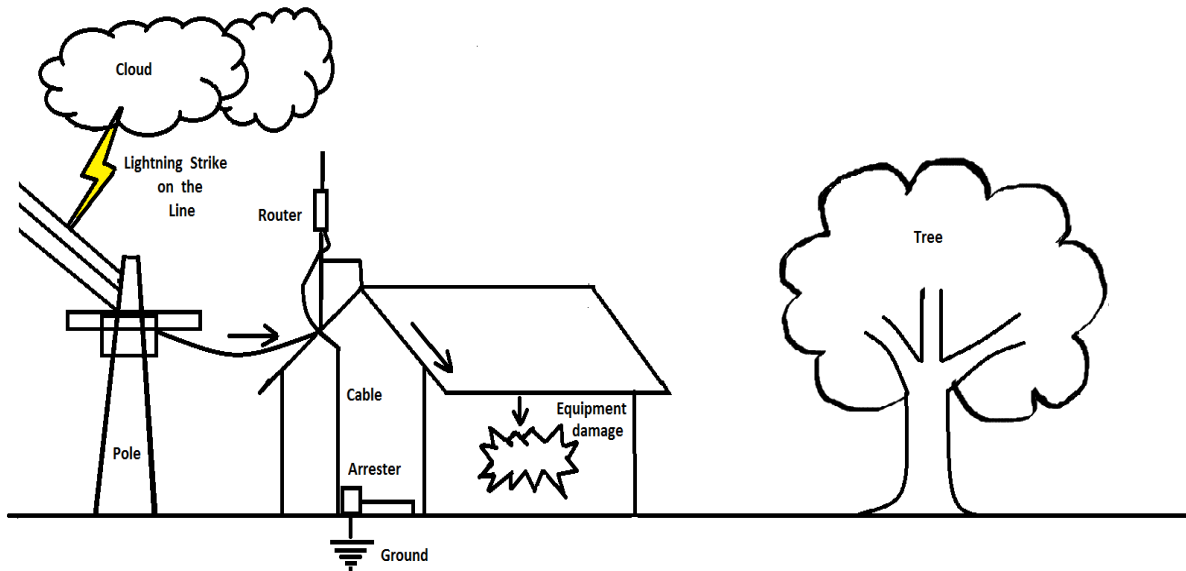 Cloud
Lightning Strike
on the
Line
Router
Tree
Cable
Equipment
damage
Pole
Arrester
Ground